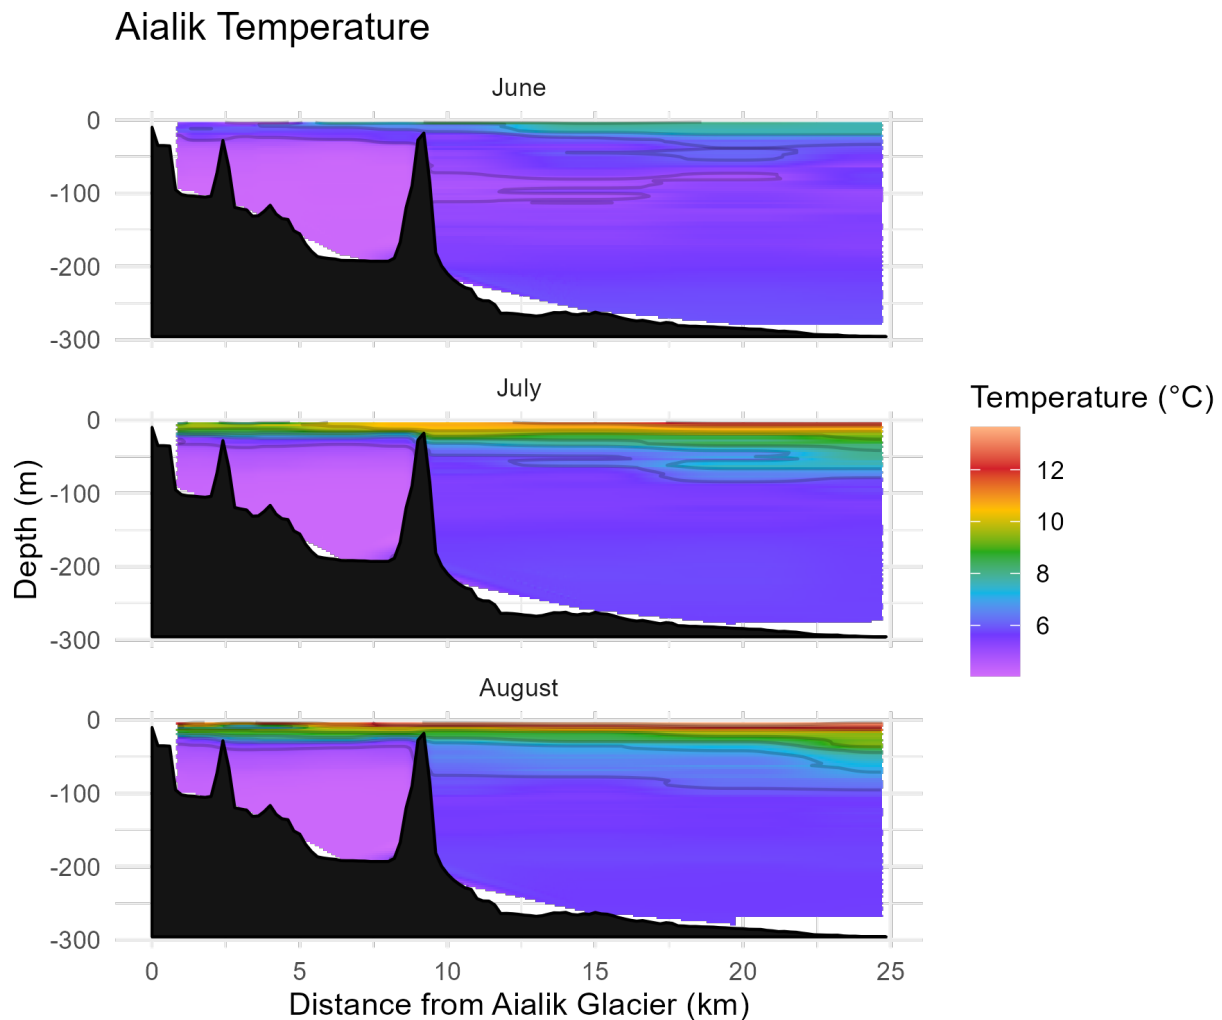 Aialik Temperature
June
0
-100
-200
-300
July
0
-100
-200
-300
August
0
-100
-200
-300
0 5 10 15 20 25
Distance from Aialik Glacier (km)
Depth (m)
Temperature (°C)
12
10
8
6